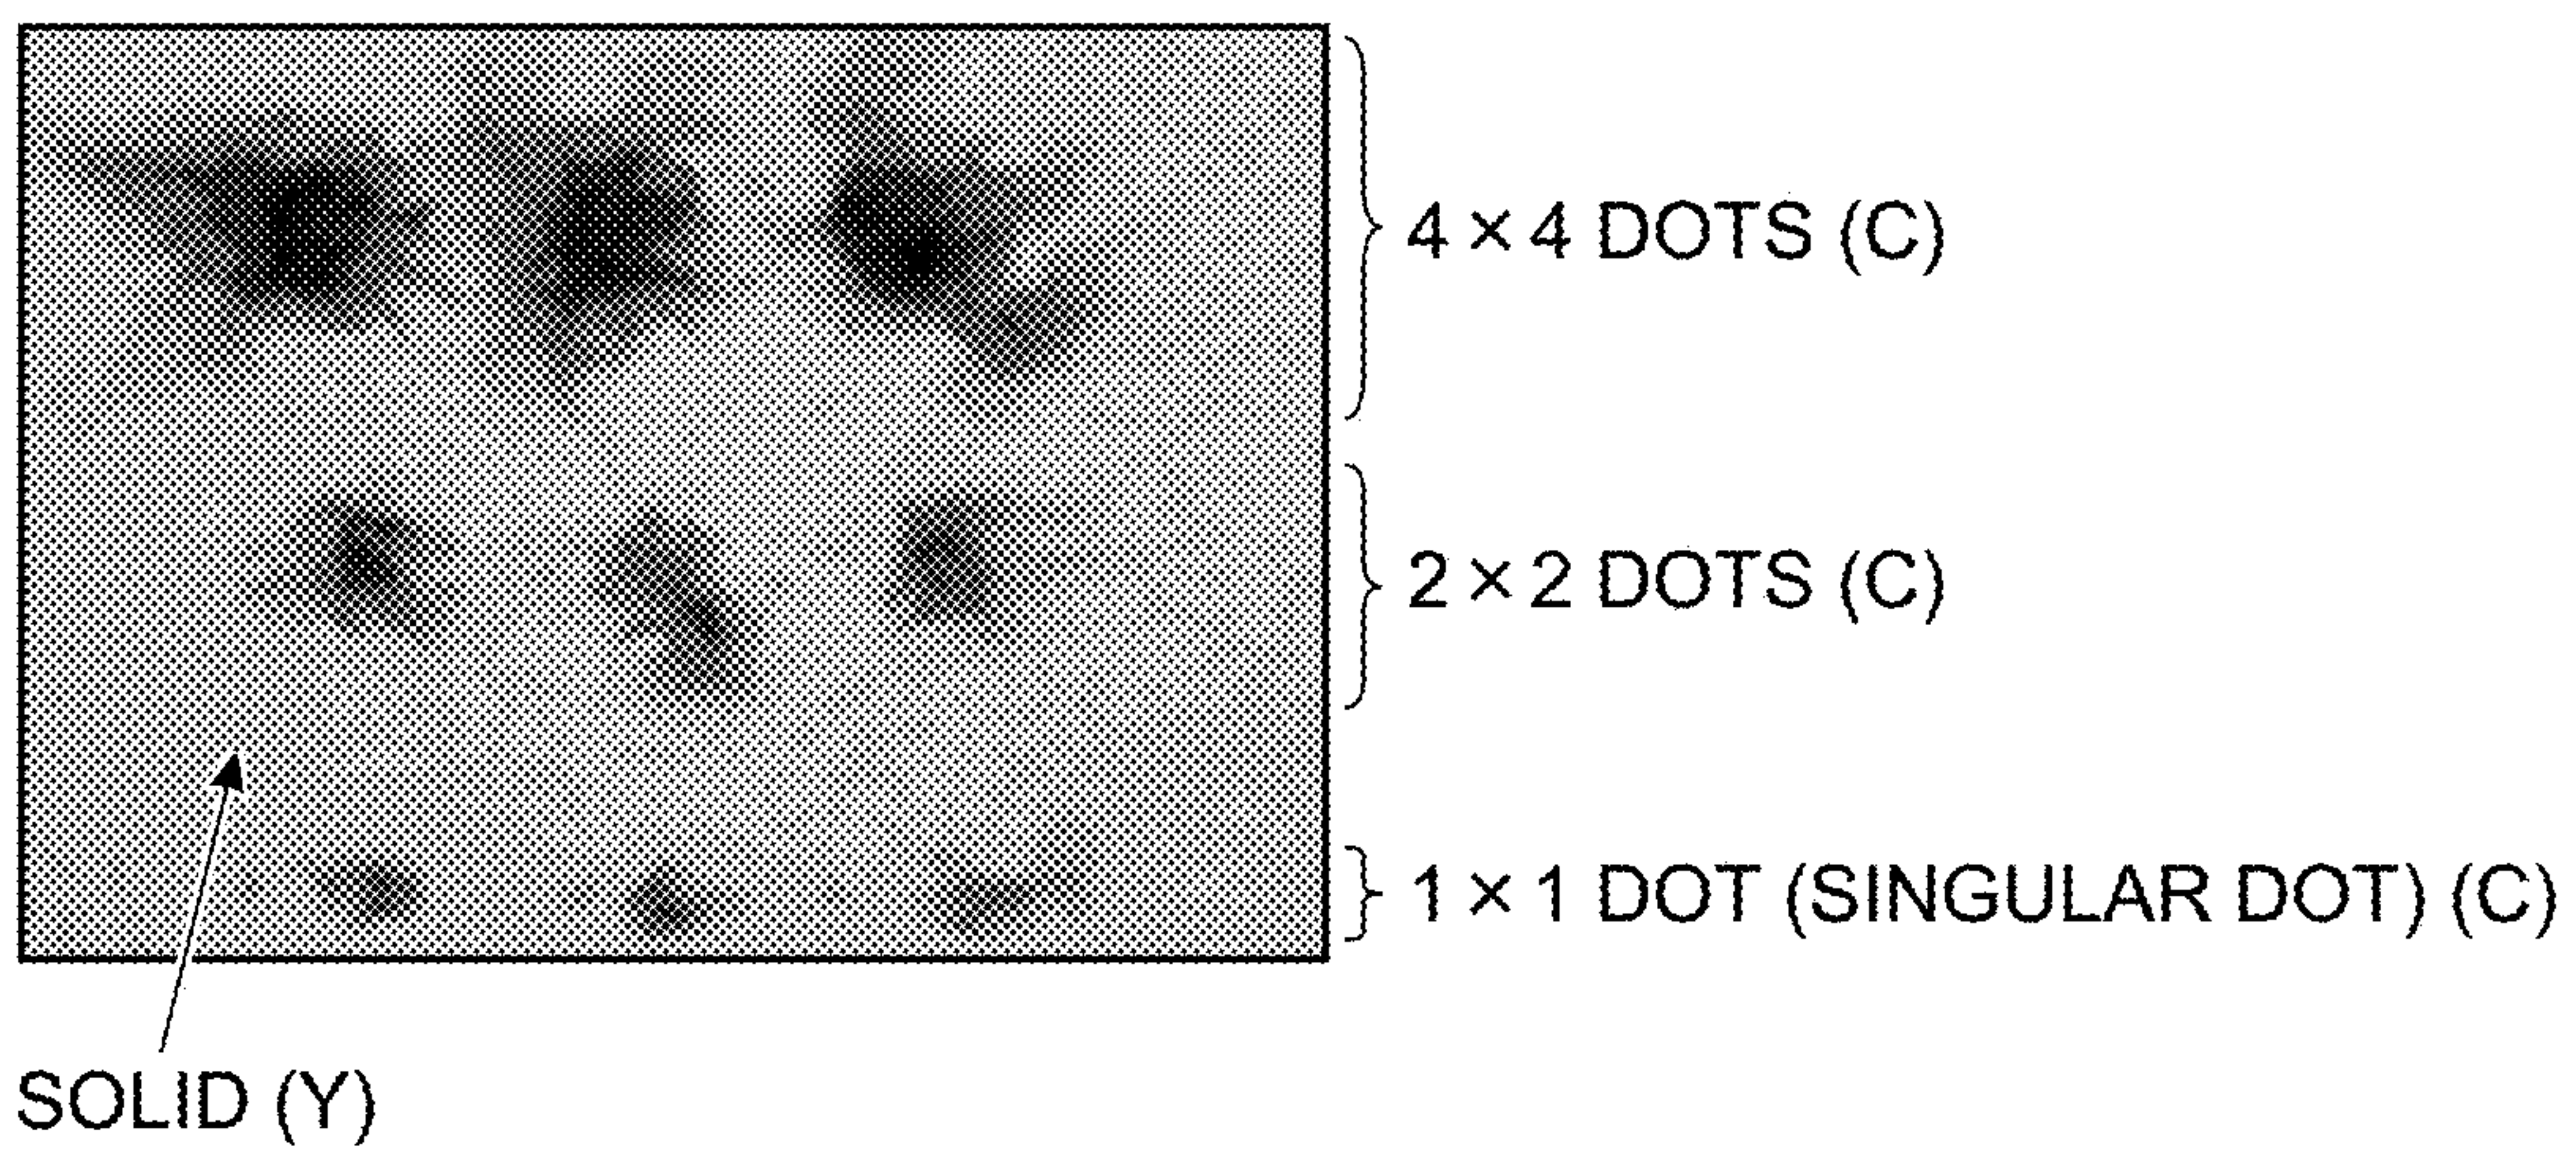 4 × 4 DOTS (C)
2 × 2 DOTS (C)
1 × 1 DOT (SINGULAR DOT) (C)
SOLID (Y)